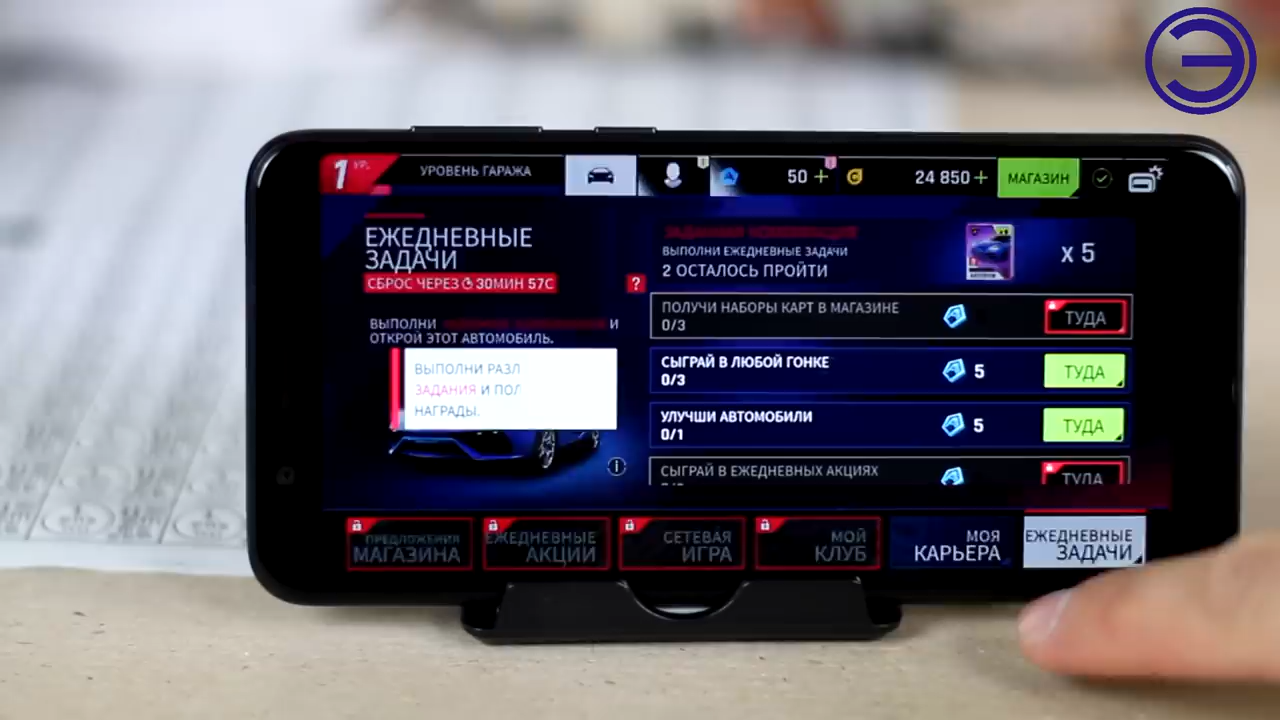 Э
1 УР.
УРОВЕНЬ ГАРАЖА
50 +
24 850 +
МАГАЗИН
ЕЖЕДНЕВНЫЕ
ЗАДАЧИ
СБРОС ЧЕРЕЗ 30МИН 57С
?
ВЫПОЛНИ И
ОТКРОЙ ЭТОТ АВТОМОБИЛЬ.
ВЫПОЛНИ РАЗЛ
ЗАДАНИЯ И ПОЛ
НАГРАДЫ.
i
ЗАДАНИЯ
ВЫПОЛНИ ЕЖЕДНЕВНЫЕ ЗАДАЧИ
2 ОСТАЛОСЬ ПРОЙТИ
X 5
ПОЛУЧИ НАБОРЫ КАРТ В МАГАЗИНЕ
0/3
ТУДА
СЫГРАЙ В ЛЮБОЙ ГОНКЕ
0/3
5
ТУДА
УЛУЧШИ АВТОМОБИЛИ
0/1
5
ТУДА
СЫГРАЙ В ЕЖЕДНЕВНЫХ АКЦИЯХ
ТУДА
ПРЕДЛОЖЕНИЯ
МАГАЗИНА
ЕЖЕДНЕВНЫЕ
АКЦИИ
СЕТЕВАЯ
ИГРА
МОЙ
КЛУБ
МОЯ
КАРЬЕРА
ЕЖЕДНЕВНЫЕ
ЗАДАЧИ